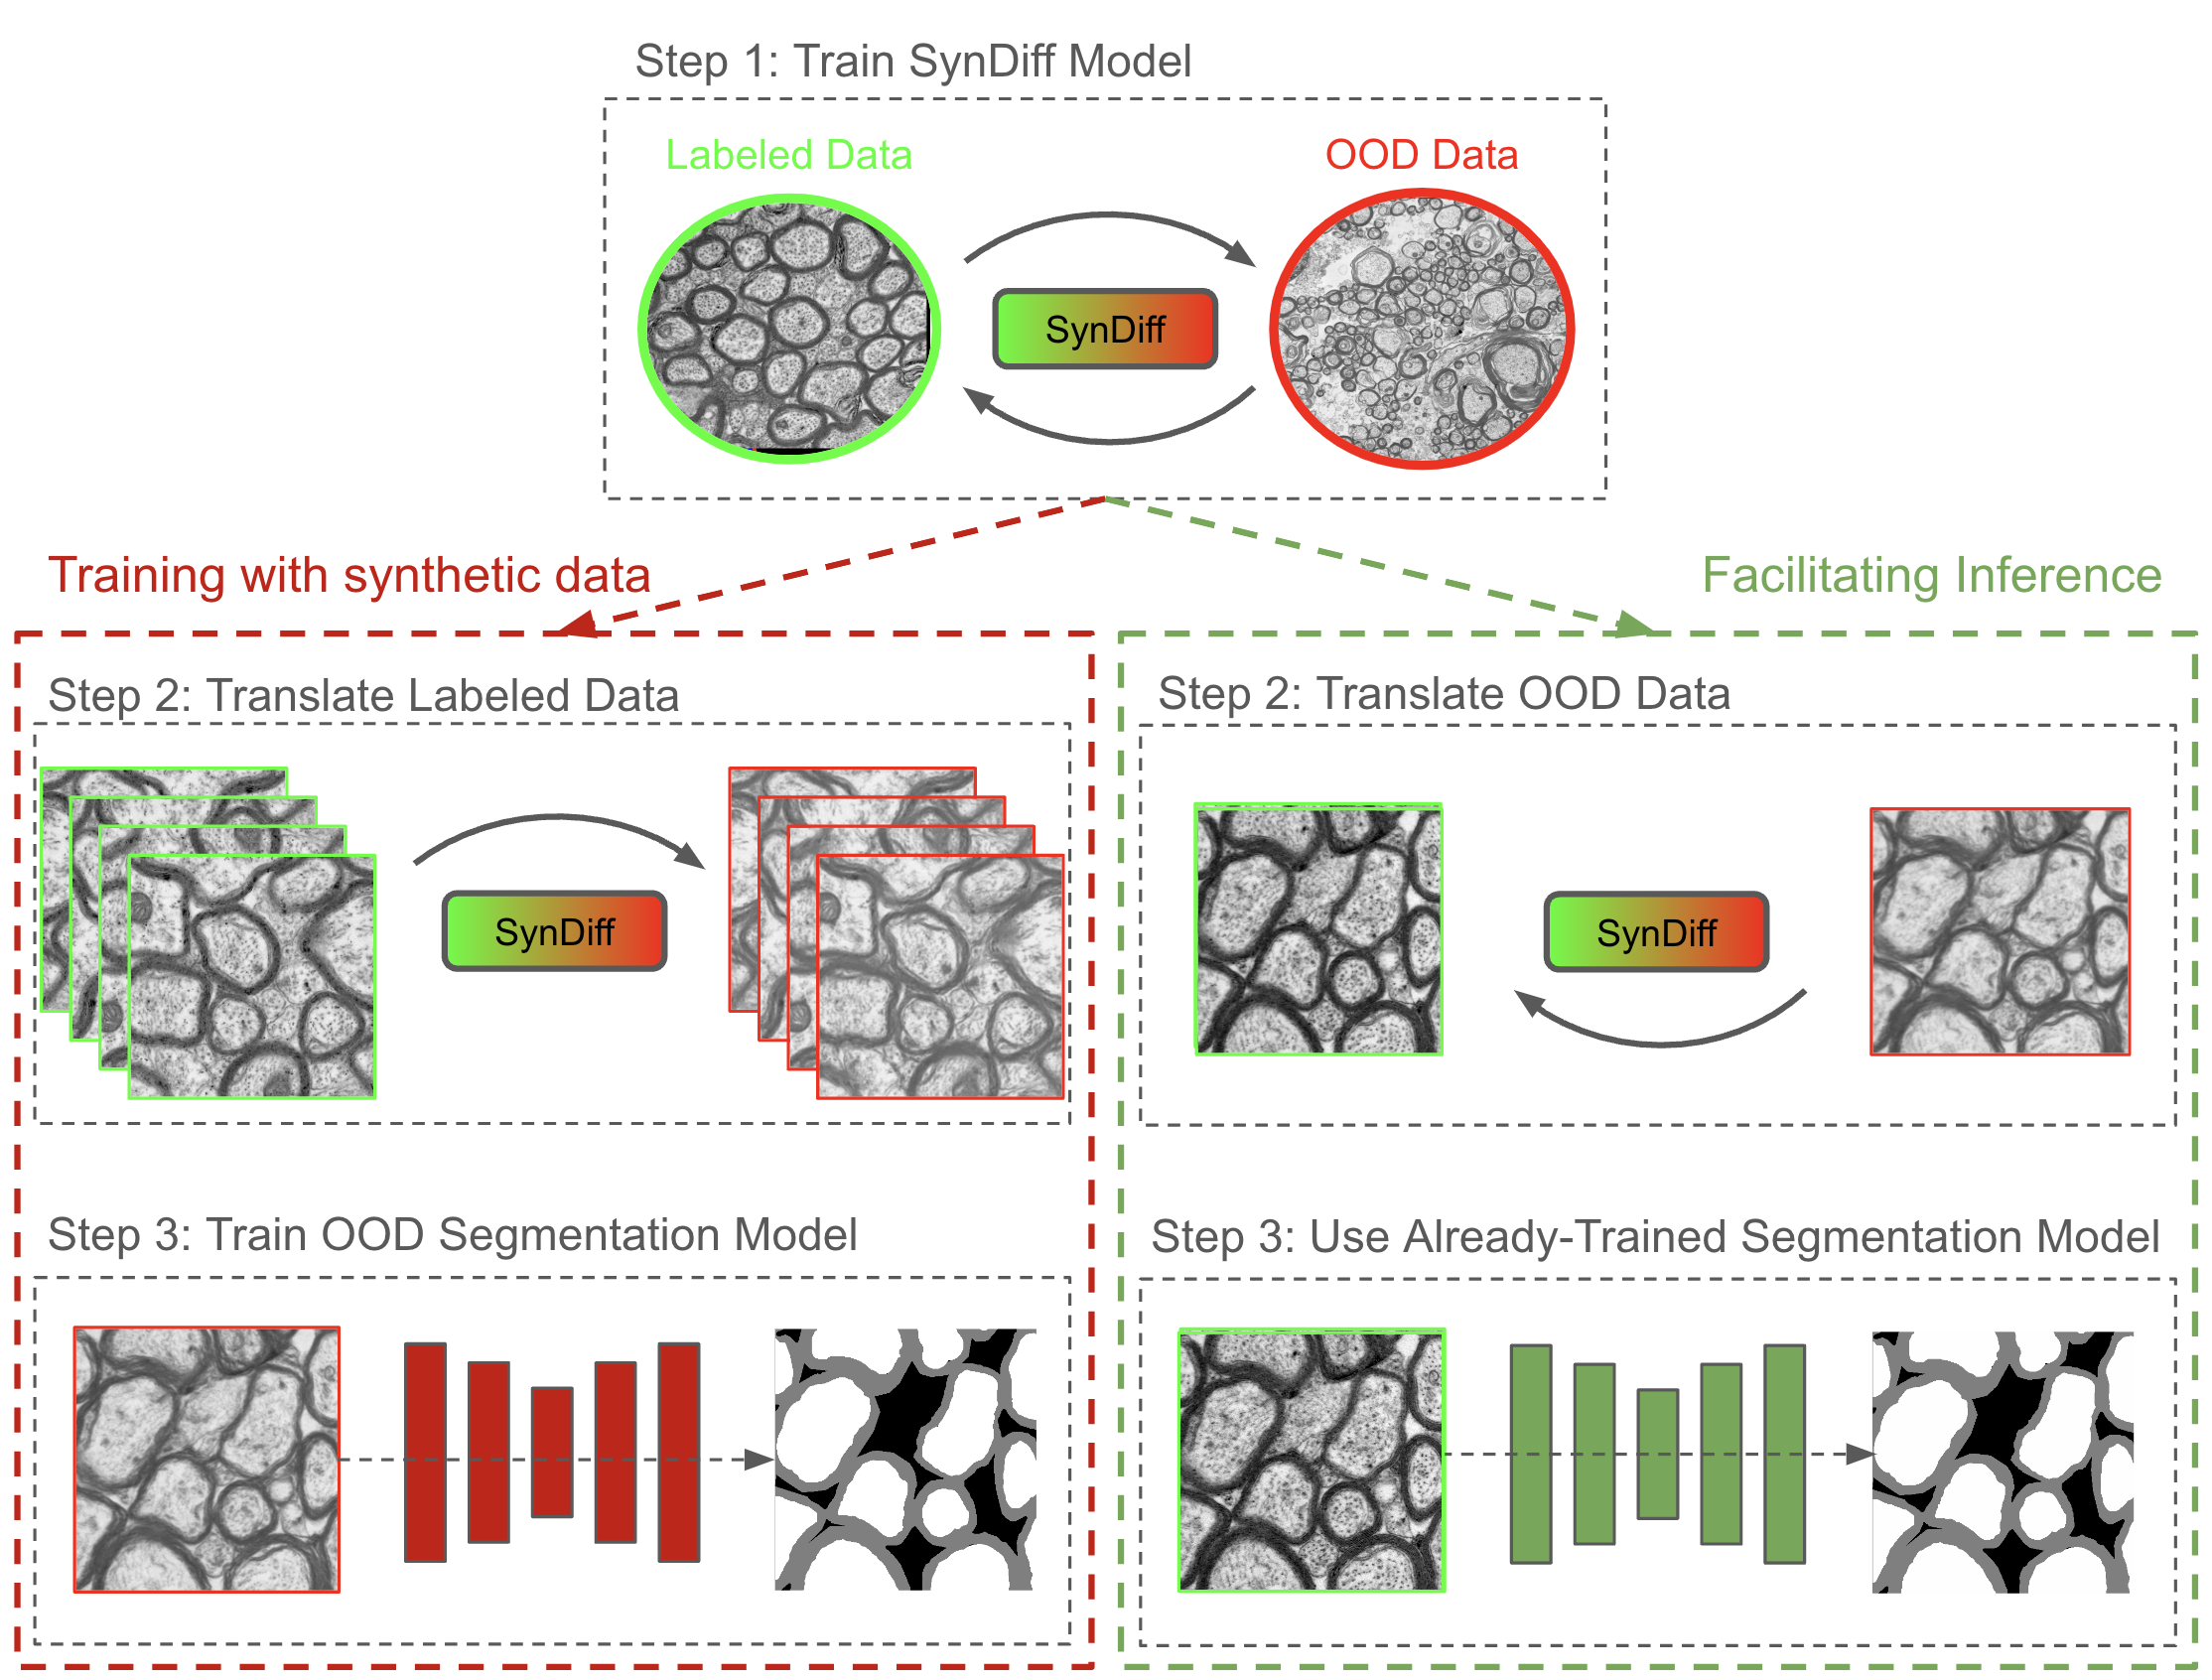 Step 1: Train SynDiff Model
Labeled Data
OOD Data
SynDiff
Training with synthetic data
Facilitating Inference
Step 2: Translate Labeled Data
SynDiff
Step 3: Train OOD Segmentation Model
Step 2: Translate OOD Data
SynDiff
Step 3: Use Already-Trained Segmentation Model